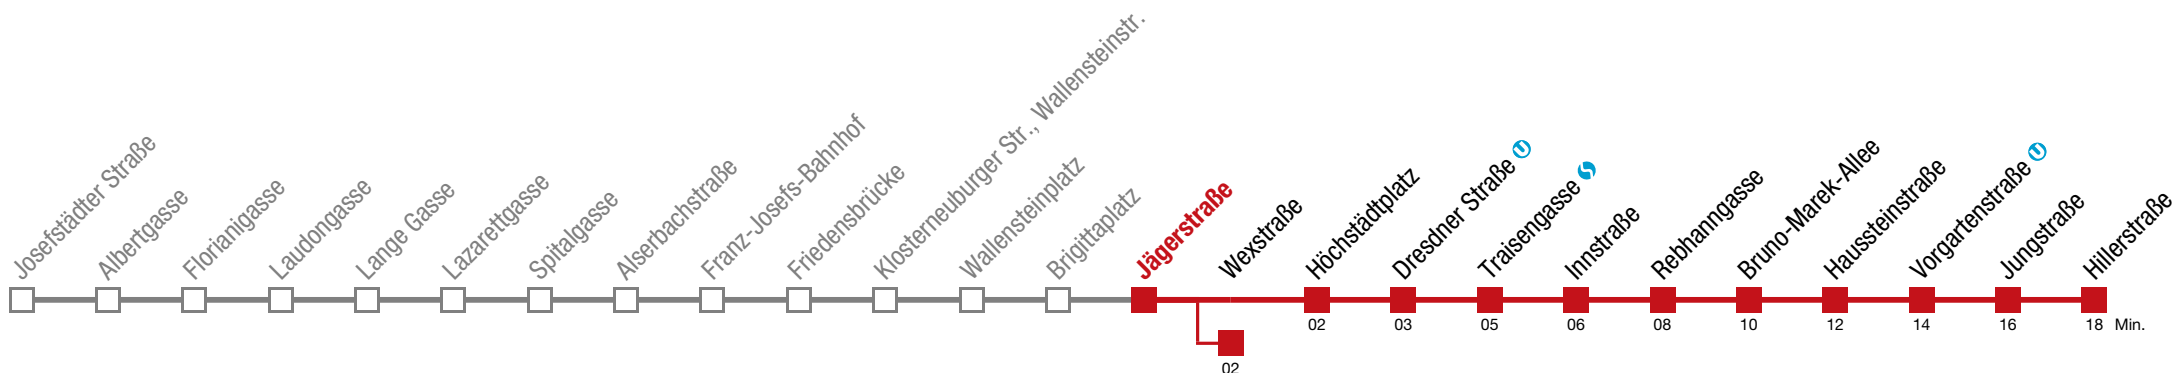 Josefstädter Straße
Albertgasse
Florianigasse
Laudongasse
Lange Gasse
Lazarettgasse
Spitalgasse
Alserbachstraße
Franz-Josefs-Bahnhof
Friedensbrücke
Klosterneuburger Str., Wallensteinstr.
Wallensteinplatz
Brigittaplatz
Jägerstraße
Wexstraße
Höchstädtplatz
Dresdner Straße U
Traisengasse S
Innstraße
Rebhanngasse
Bruno-Marek-Allee
Haussteinstraße
Vorgartenstraße U
Jungstraße
Hillerstraße
02 03 05 06 08 10 12 14 16 18 Min.
02